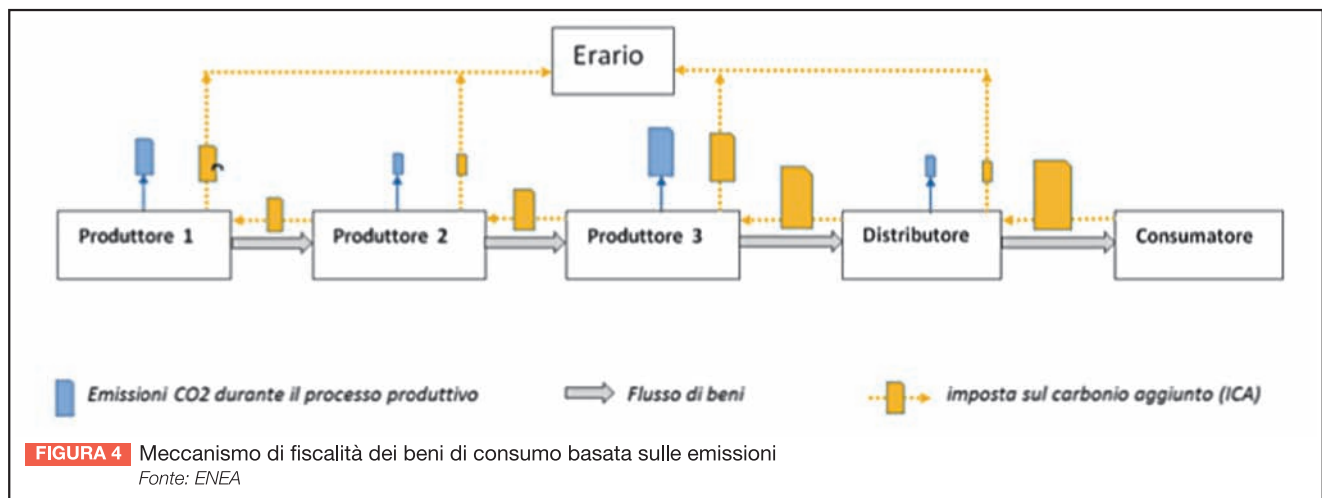 Erario
Produttore 1
Produttore 2
Produttore 3
Distributore
Consumatore
Emissioni CO2 durante il processo produttivo
Flusso di beni
imposta sul carbonio aggiunto (ICA)
FIGURA 4 Meccanismo di fiscalità dei beni di consumo basata sulle emissioni
Fonte: ENEA